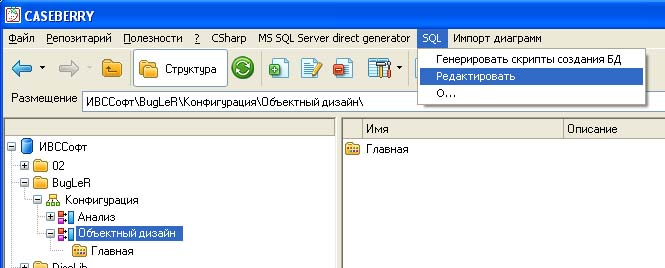 CASEBERRY
Файл Репозитарий Полезности ? CSharp MS SQL Server direct generator SQL Импорт диаграмм
Структура
Генерировать скрипты создания БД
Редактировать
О...
Размещение ИВССофт\BugLeR\Конфигурация\Объектный дизайн\
Имя Описание
Главная
ИВССофт
02
BugLeR
Конфигурация
Анализ
Объектный дизайн
Главная